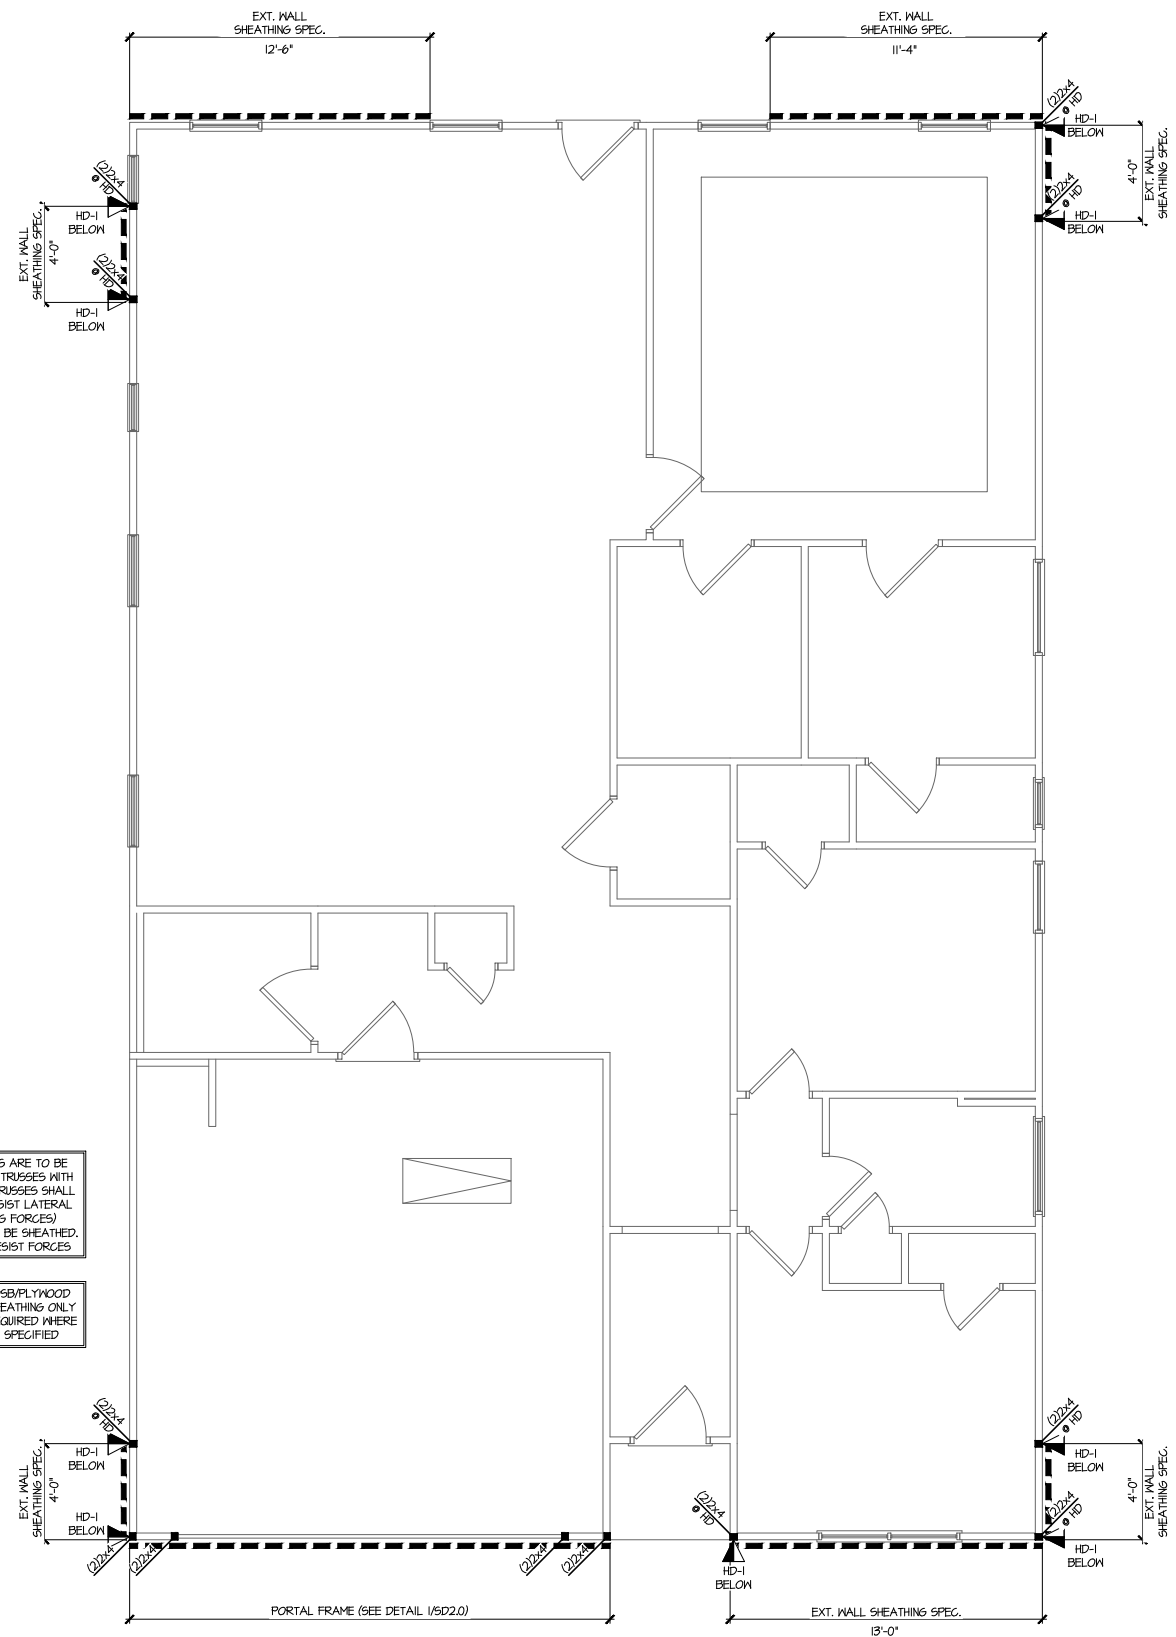 EXT. WALL
SHEATHING SPEC.
12'-6"
EXT. WALL
SHEATHING SPEC.
11'-4"
(2)2x4
@ HD
HD-1
BELOW
(2)2x4
@ HD
HD-1
BELOW
4'-0"
EXT. WALL
SHEATHING SPEC.
(2)2x4
@ HD
HD-1
BELOW
(2)2x4
@ HD
HD-1
BELOW
EXT. WALL
SHEATHING SPEC.
4'-0"
S ARE TO BE
TRUSSES WITH
RUSSES SHALL
SIST LATERAL
G FORCES)
BE SHEATHED.
ESIST FORCES
SB/PLYWOOD
EATHING ONLY
QUIRED WHERE
SPECIFIED
(2)2x4
@ HD
HD-1
BELOW
HD-1
BELOW
EXT. WALL
SHEATHING SPEC.
4'-0"
(2)2x4
(2)2x4
(2)2x4
(2)2x4
(2)2x4
@ HD
HD-1
BELOW
(2)2x4
@ HD
HD-1
BELOW
(2)2x4
@ HD
HD-1
BELOW
4'-0"
EXT. WALL
SHEATHING SPEC.
PORTAL FRAME (SEE DETAIL 1/SD2.0)
EXT. WALL SHEATHING SPEC.
13'-0"